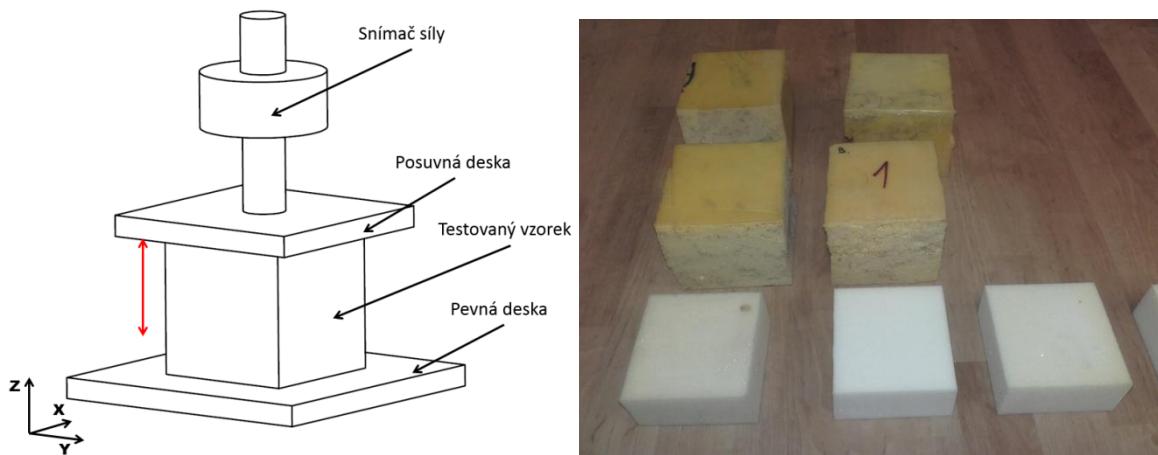 Snímač síly
Posuvná deska
Testovaný vzorek
Pevná deska
Z
X
Y
B.
1